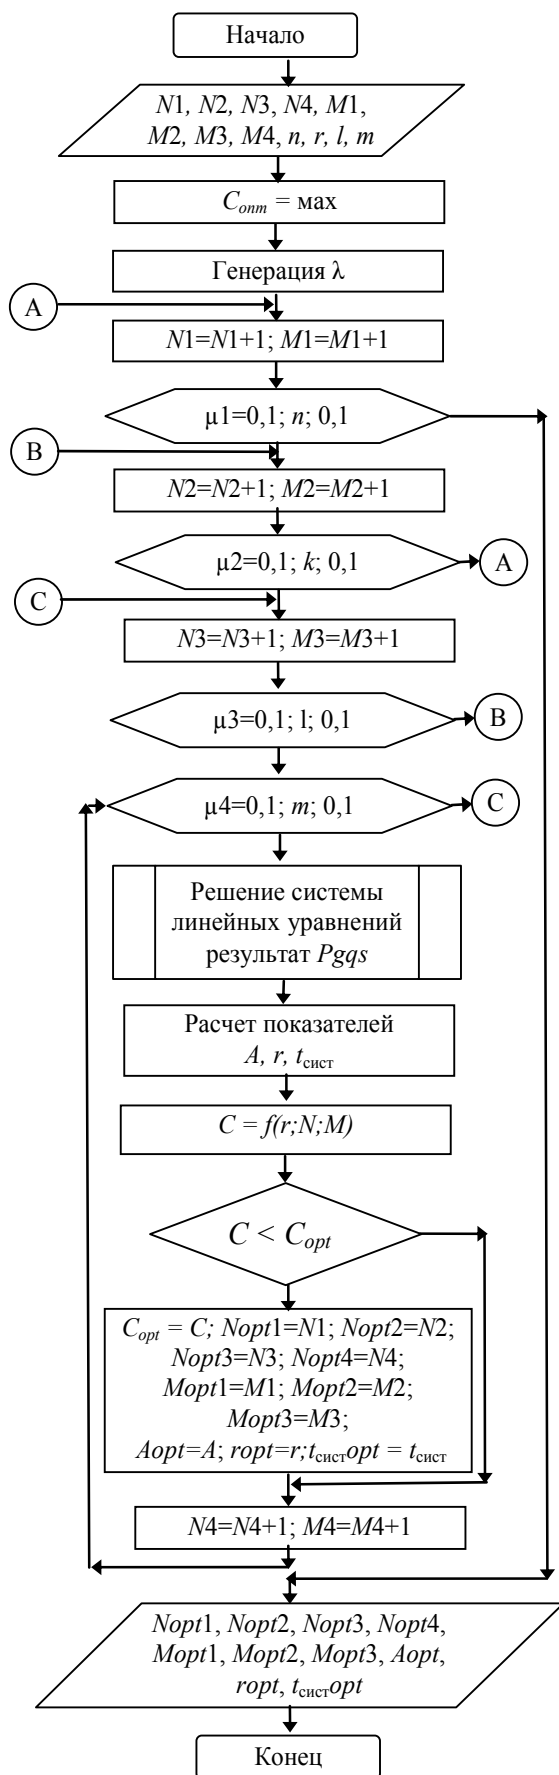 Начало
N1, N2, N3, N4, M1,
M2, M3, M4, n, r, l, m
Cопт = мах
Генерация λ
A
N1=N1+1; M1=M1+1
µ1=0,1; n; 0,1
B
N2=N2+1; M2=M2+1
µ2=0,1; k; 0,1
A
C
N3=N3+1; M3=M3+1
µ3=0,1; l; 0,1
B
µ4=0,1; m; 0,1
C
Решение системы
линейных уравнений
результат Pgqs
Расчет показателей
A, r, tсист
C = f(r;N;M)
C < Copt
Copt = C; Nopt1=N1; Nopt2=N2;
Nopt3=N3; Nopt4=N4;
Mopt1=M1; Mopt2=M2;
Mopt3=M3;
Aopt=A; ropt=r;tсистopt = tсист
N4=N4+1; M4=M4+1
Nopt1, Nopt2, Nopt3, Nopt4,
Mopt1, Mopt2, Mopt3, Aopt,
ropt, tсистopt
Конец